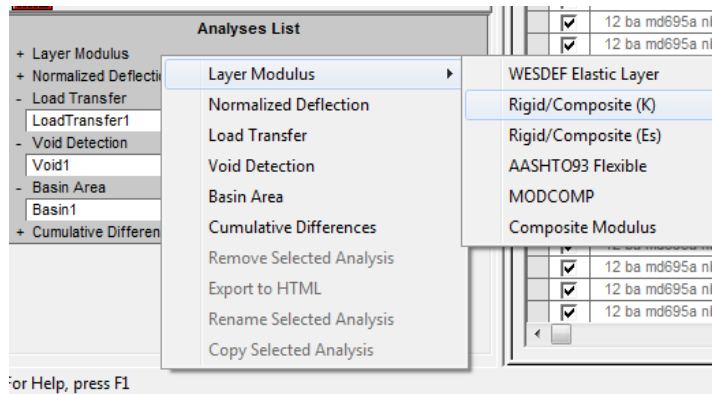 Analyses List
+ Layer Modulus
+ Normalized Deflecti
- Load Transfer
LoadTransfer1
- Void Detection
Void1
- Basin Area
Basin1
+ Cumulative Differen
Layer Modulus
Normalized Deflection
Load Transfer
Void Detection
Basin Area
Cumulative Differences
Remove Selected Analysis
Export to HTML
Rename Selected Analysis
Copy Selected Analysis
WESDEF Elastic Layer
Rigid/Composite (K)
Rigid/Composite (Es)
AASHTO93 Flexible
MODCOMP
Composite Modulus
12 ba md695a nl
12 ba md695a nl
12 ba md695a nl
12 ba md695a nl
12 ba md695a nl
For Help, press F1